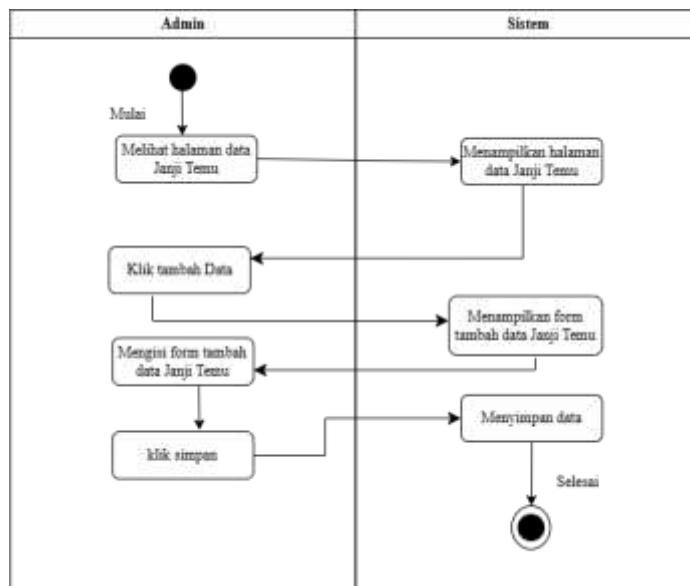 Admin
Sistem
Mulai
Melihat halaman data
Janji Temu
Menampilkan halaman
data Janji Temu
Klik tambah Data
Menampilkan form
tambah data Janji Temu
Mengisi form tambah
data Janji Temu
Menyimpan data
klik simpan
Selesai